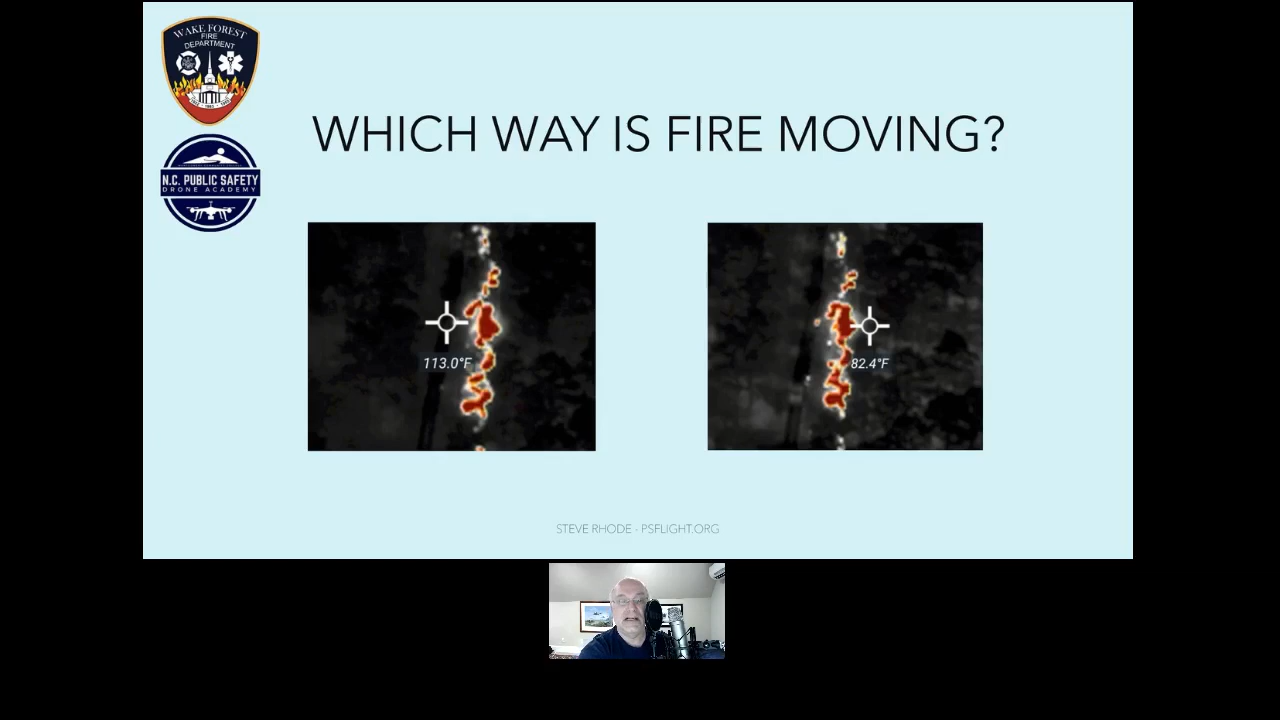 WAKE FOREST
FIRE
DEPARTMENT
N.C. PUBLIC SAFETY
DRONE ACADEMY
WHICH WAY IS FIRE MOVING?
113.0°F
82.4°F
STEVE RHODE - PSFLIGHT.ORG